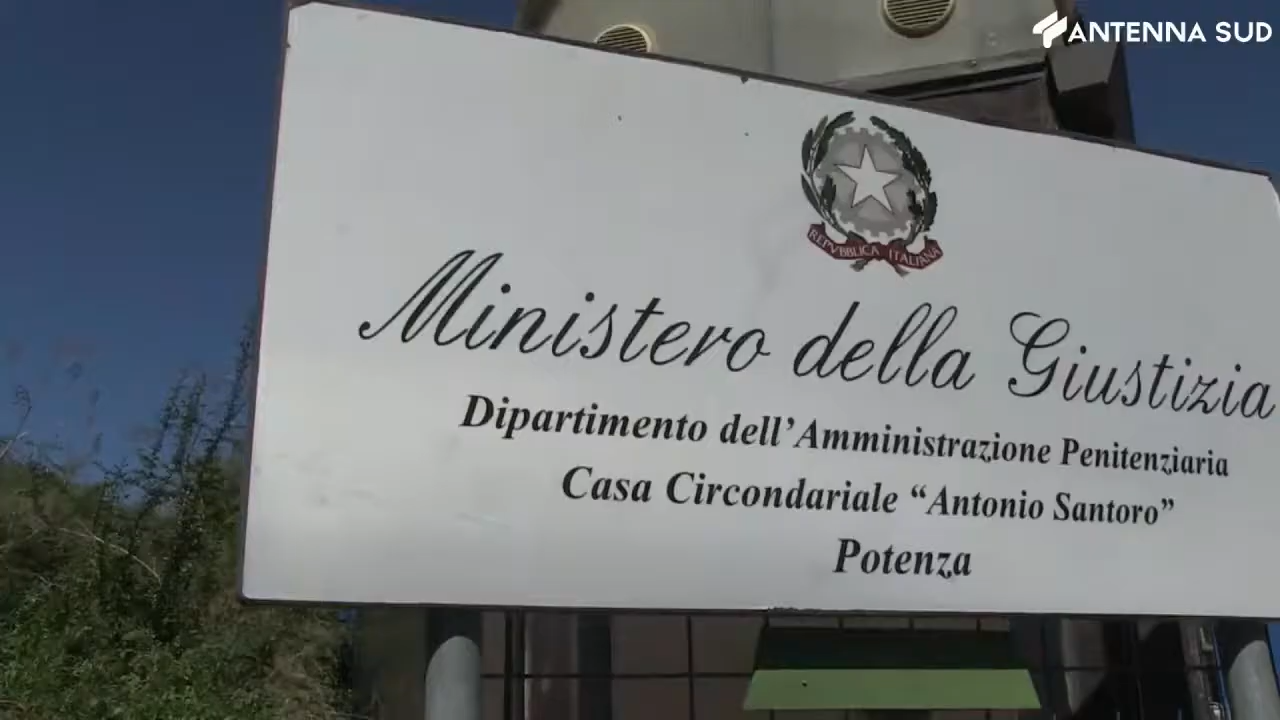 ANTENNA SUD
REPVBBLICA ITALIANA
Ministero della Giustizia
Dipartimento dell'Amministrazione Penitenziaria
Casa Circondariale “Antonio Santoro”
Potenza